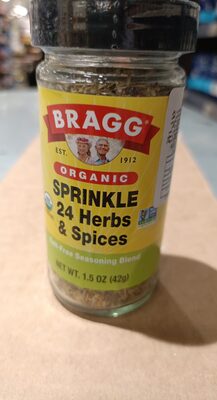 BRAGG
EST. 1912
ORGANIC
SPRINKLE
24 Herbs
& Spices
Salt-Free Seasoning Blend
NET WT. 1.5 OZ (42g)